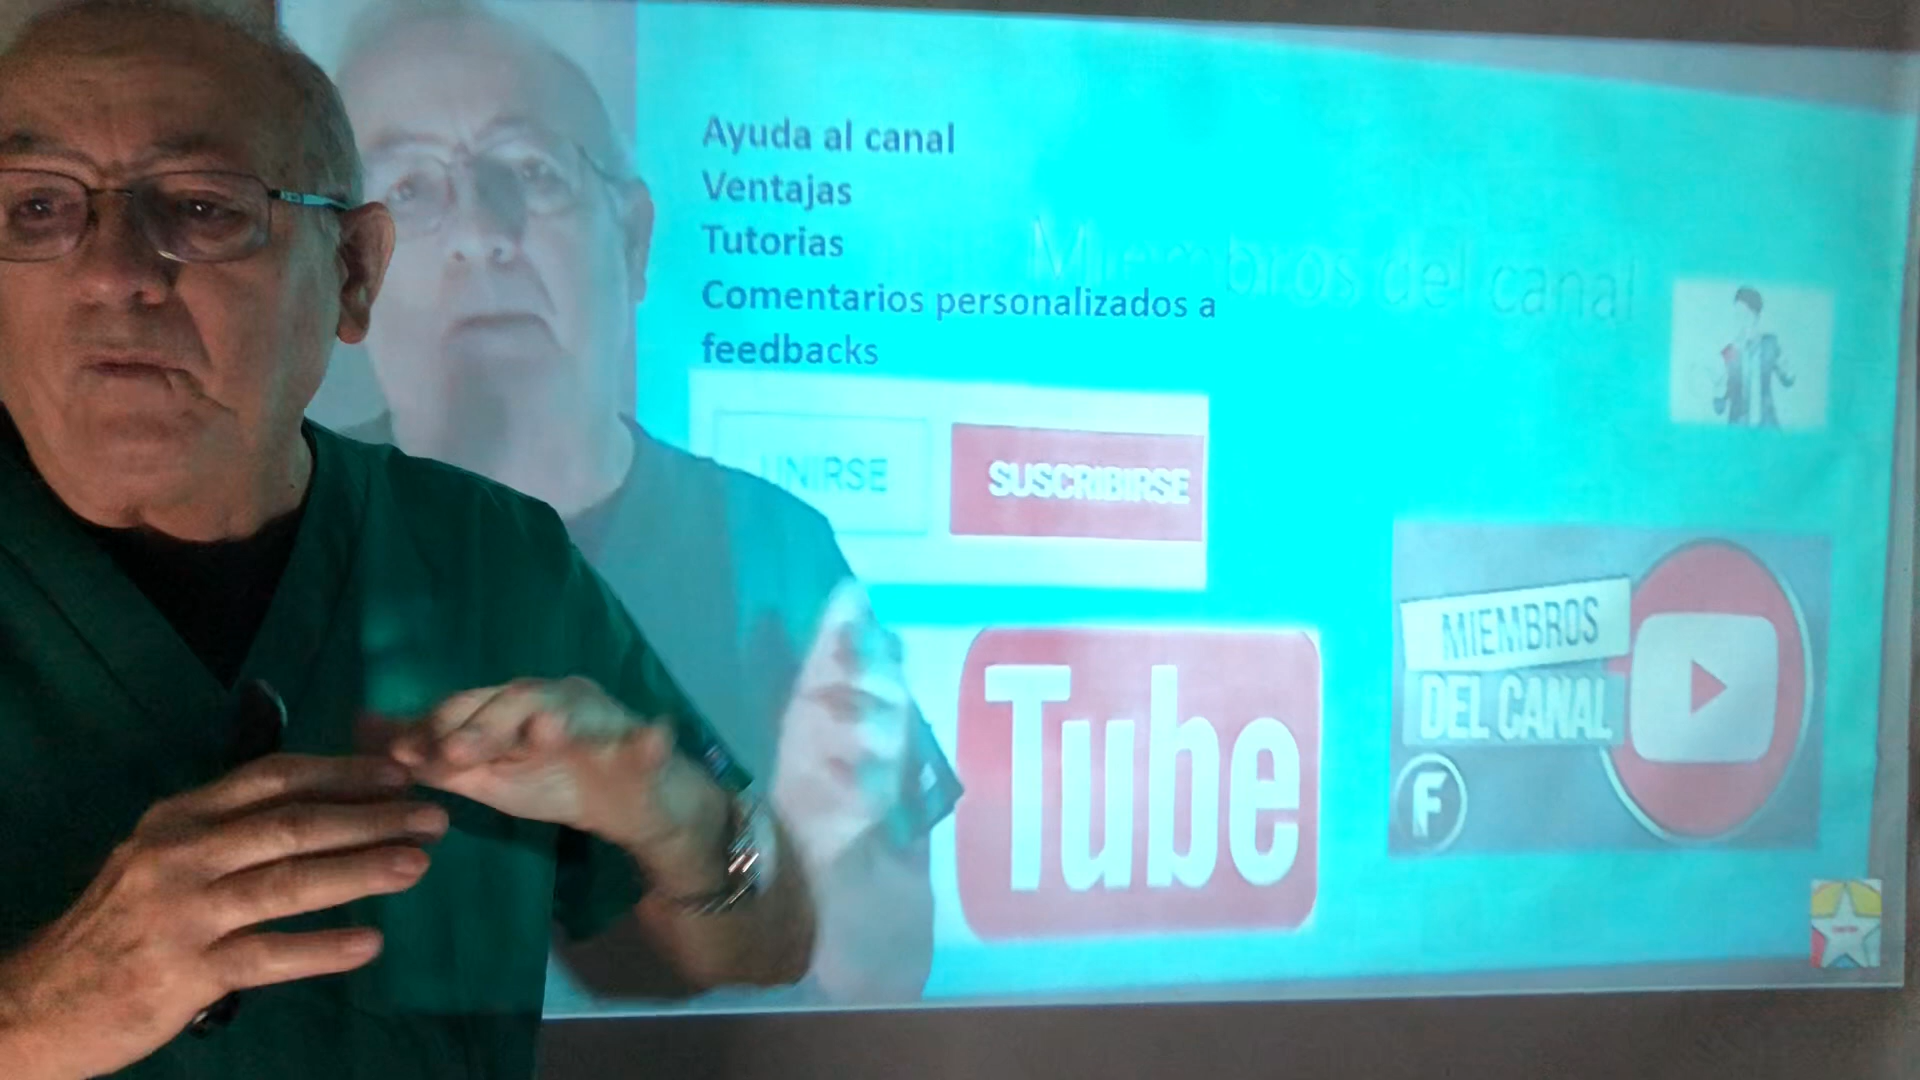 Ayuda al canal
Ventajas
Tutorias
Miembros del canal
Comentarios personalizados a
feedbacks
UNIRSE
SUSCRIBIRSE
Tube
MIEMBROS
DEL CANAL
F